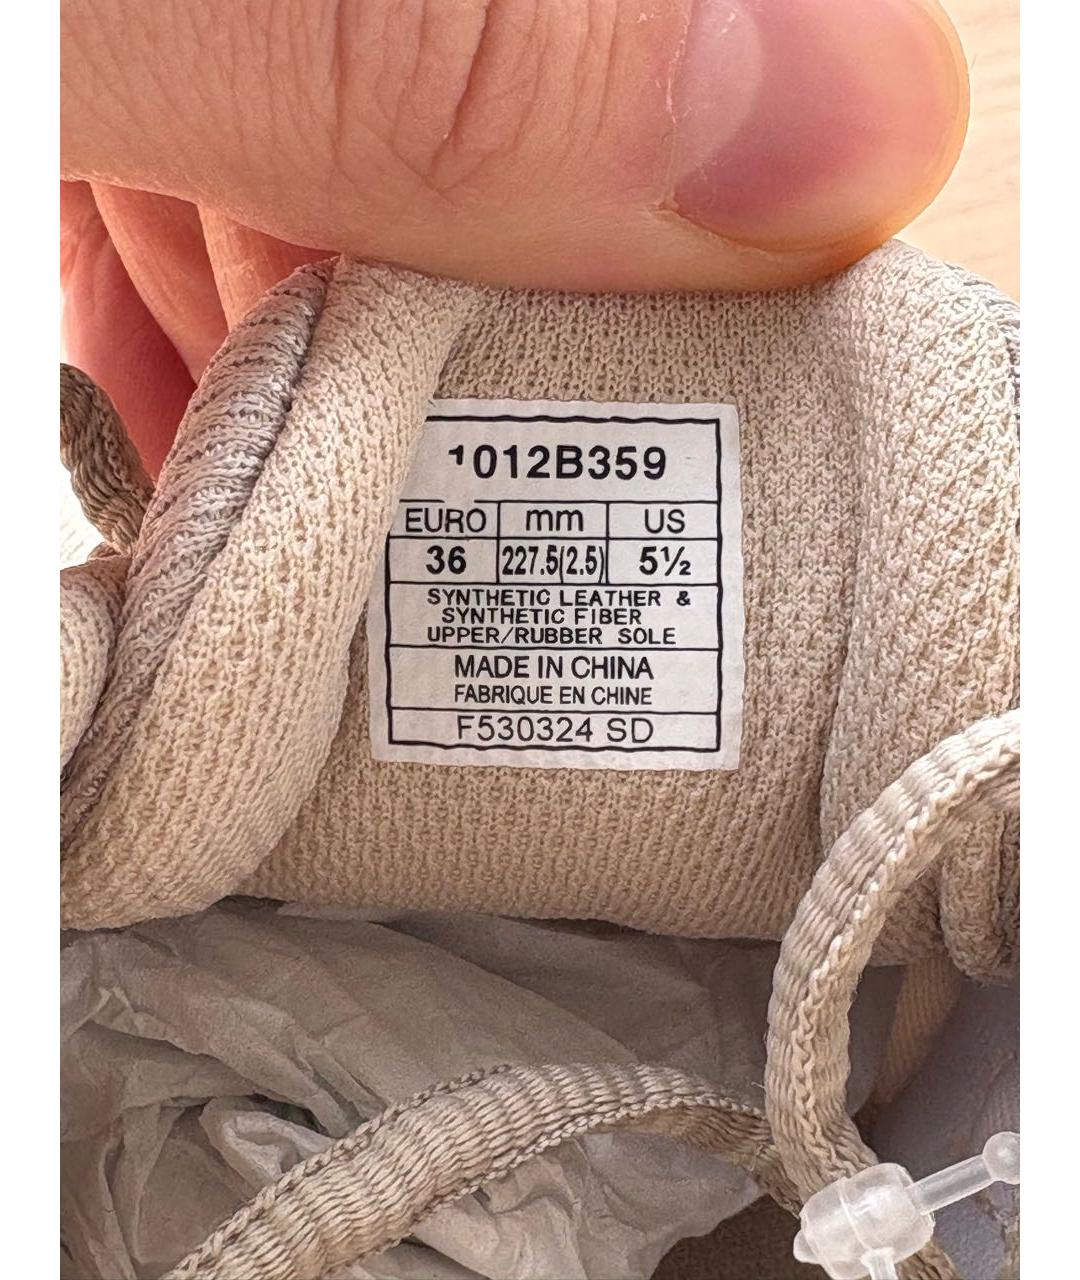 1012B359
EURO mm US
36 227.5(2.5) 5½
SYNTHETIC LEATHER &
SYNTHETIC FIBER
UPPER/RUBBER SOLE
MADE IN CHINA
FABRIQUE EN CHINE
F530324 SD